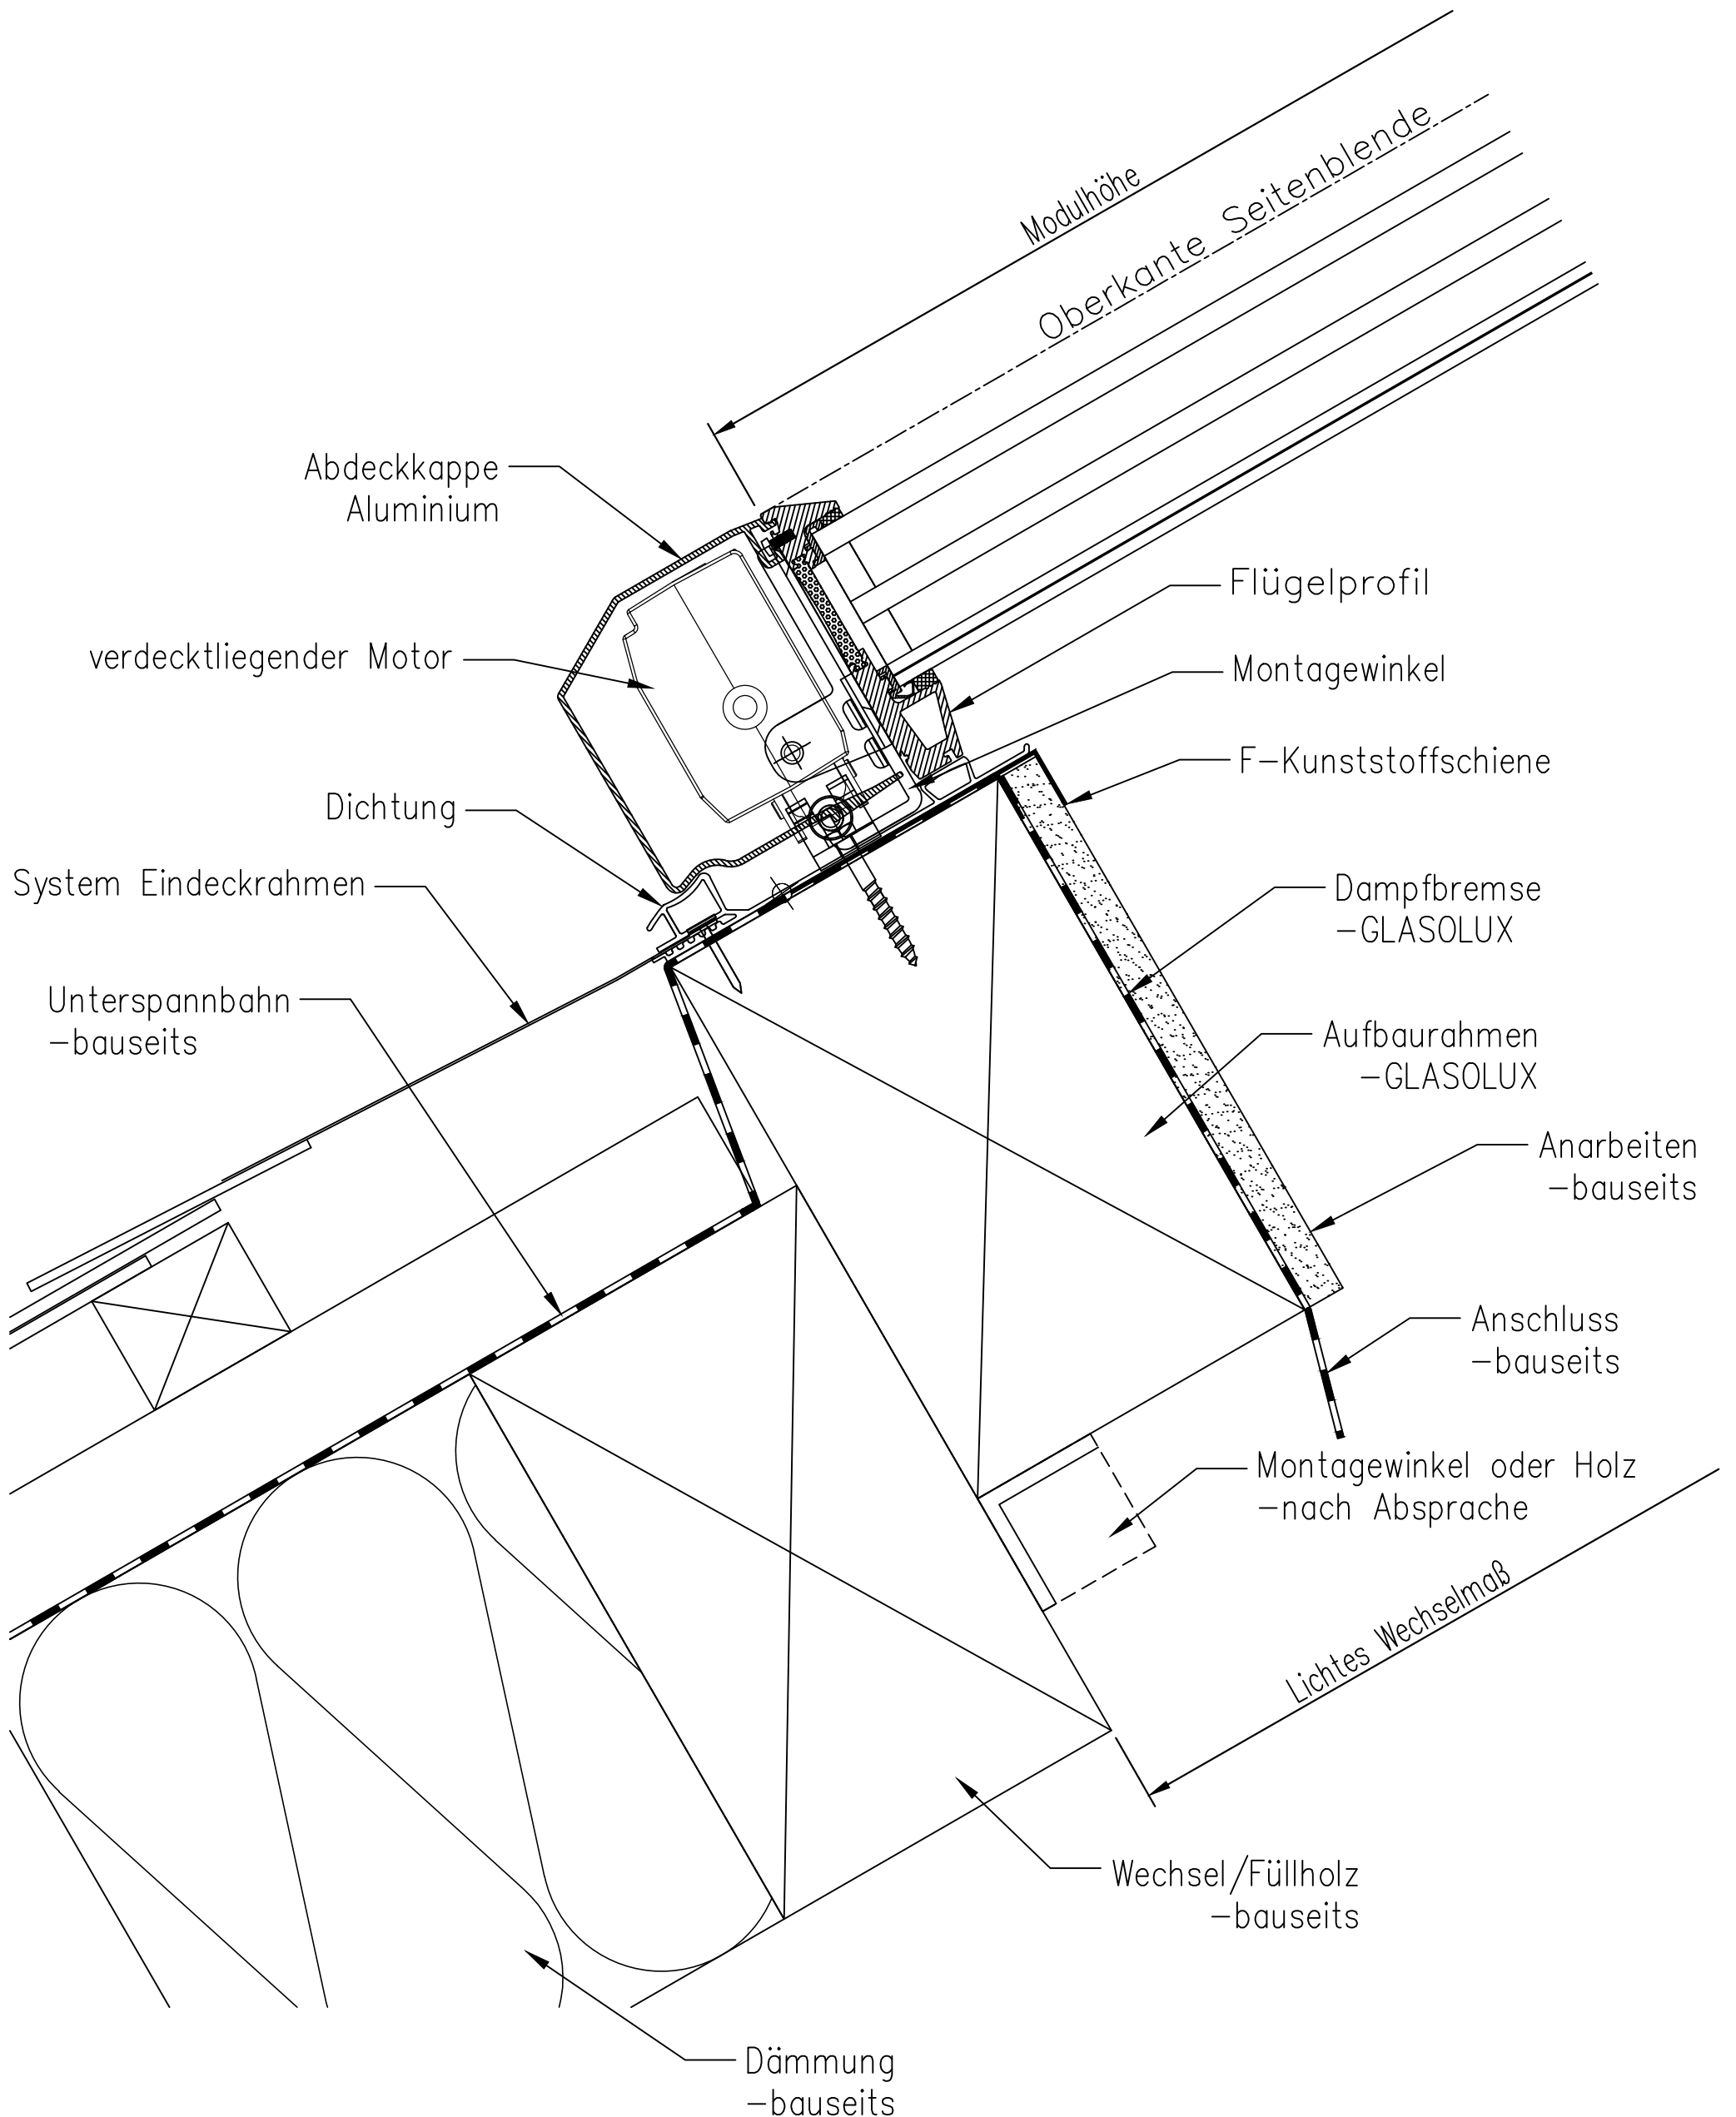 Modulhöhe
Oberkante Seitenblende
Abdeckkappe
Aluminium
Flügelprofil
verdecktliegender Motor
Montagewinkel
F-Kunststoffschiene
Dichtung
System Eindeckrahmen
Dampfbremse
-GLASOLUX
Unterspannbahn
-bauseits
Aufbaurahmen
-GLASOLUX
Anarbeiten
-bauseits
Anschluss
-bauseits
Montagewinkel oder Holz
-nach Absprache
Lichtes Wechselmaß
Wechsel/Füllholz
-bauseits
Dämmung
-bauseits